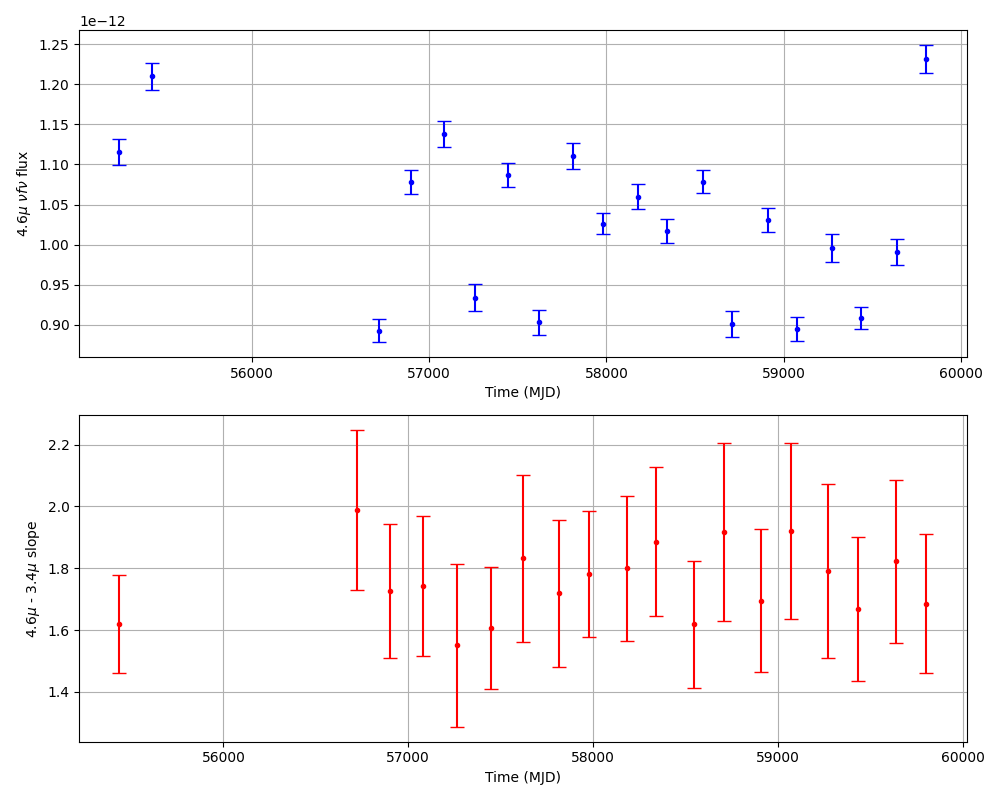 1e−12
1.25
1.20
1.15
1.10
1.05
1.00
0.95
0.90
4.6μ νfν flux
56000 57000 58000 59000 60000
Time (MJD)
2.2
2.0
1.8
1.6
1.4
4.6μ - 3.4μ slope
56000 57000 58000 59000 60000
Time (MJD)